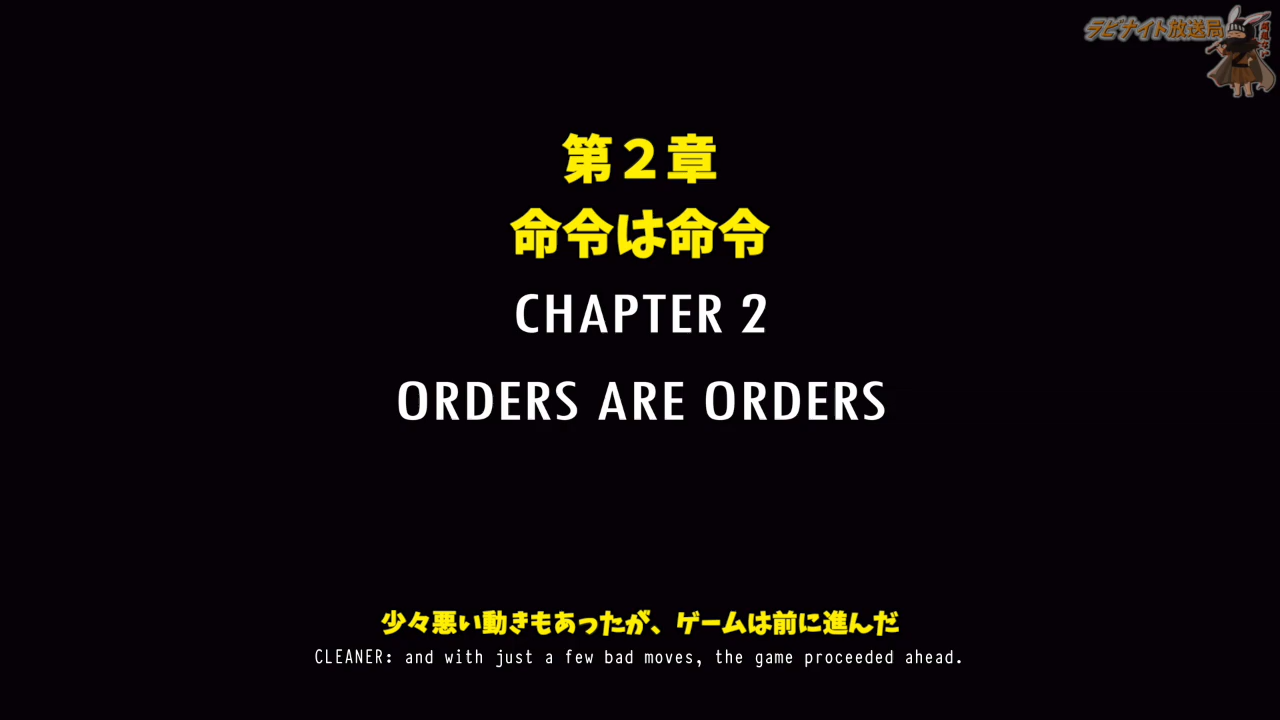 ラビナイト放送局
第２章
命令は命令
CHAPTER 2
ORDERS ARE ORDERS
少々悪い動きもあったが、ゲームは前に進んだ
CLEANER: and with just a few bad moves, the game proceeded ahead.